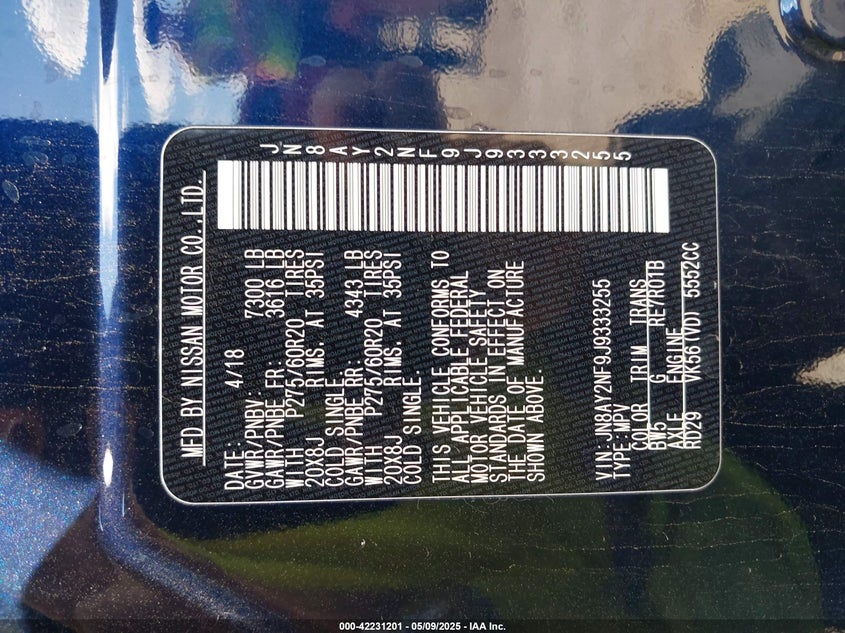 JN8AY2NF9J9333255
MFD BY NISSAN MOTOR CO.,LTD.
DATE: 4/18
GVWR/PNBV: 7300 LB
GAWR/PNBE FR: 3616 LB
WITH P275/60R20 TIRES
20X8J RIMS, AT 35PSI
COLD SINGLE.
GAWR/PNBE RR: 4343 LB
WITH P275/60R20 TIRES
20X8J RIMS, AT 35PSI
COLD SINGLE.
THIS VEHICLE CONFORMS TO
ALL APPLICABLE FEDERAL
MOTOR VEHICLE SAFETY
STANDARDS IN EFFECT ON
THE DATE OF MANUFACTURE
SHOWN ABOVE.
VIN:JN8AY2NF9J9333255
TYPE:MPV
COLOR TRIM TRANS
BW5 G RE7R01B
AXLE ENGINE
RD29 VK56(VD) 5552CC
000-42231201 - 05/09/2025 - IAA Inc.